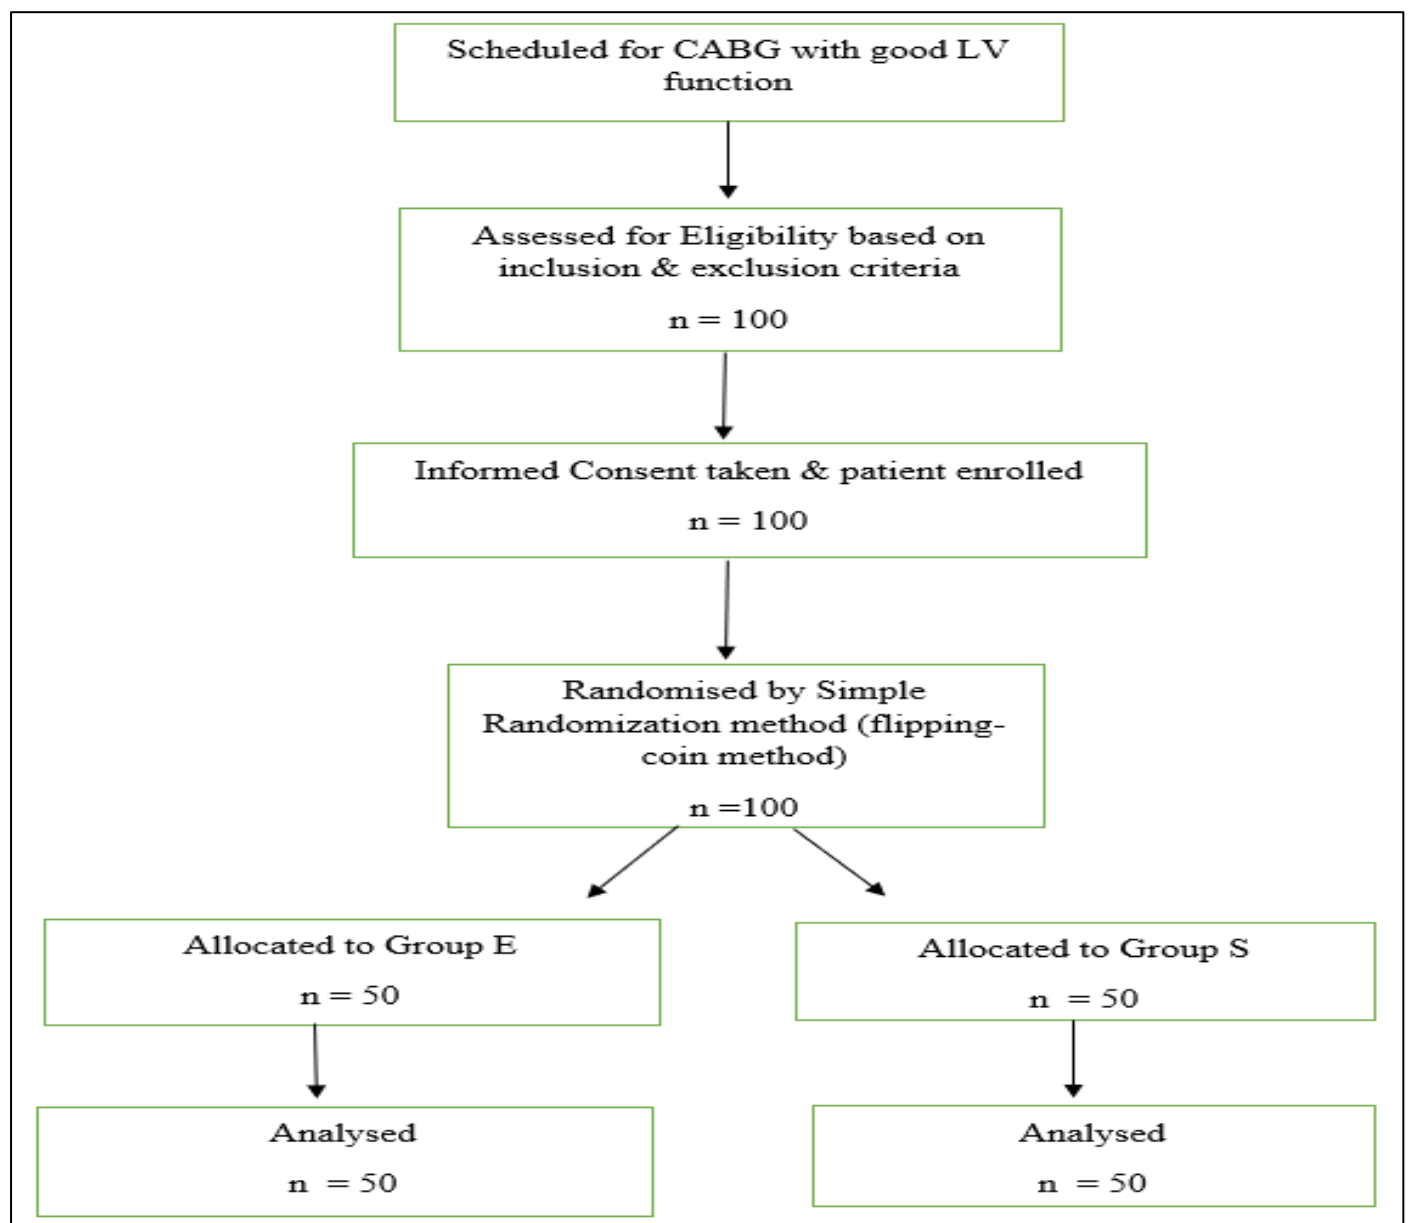 Scheduled for CABG with good LV
function
Assessed for Eligibility based on
inclusion & exclusion criteria
n = 100
Informed Consent taken & patient enrolled
n = 100
Randomised by Simple
Randomization method (flipping-
coin method)
n =100
Allocated to Group E
n = 50
Allocated to Group S
n  = 50
Analysed
n  = 50
Analysed
n  = 50